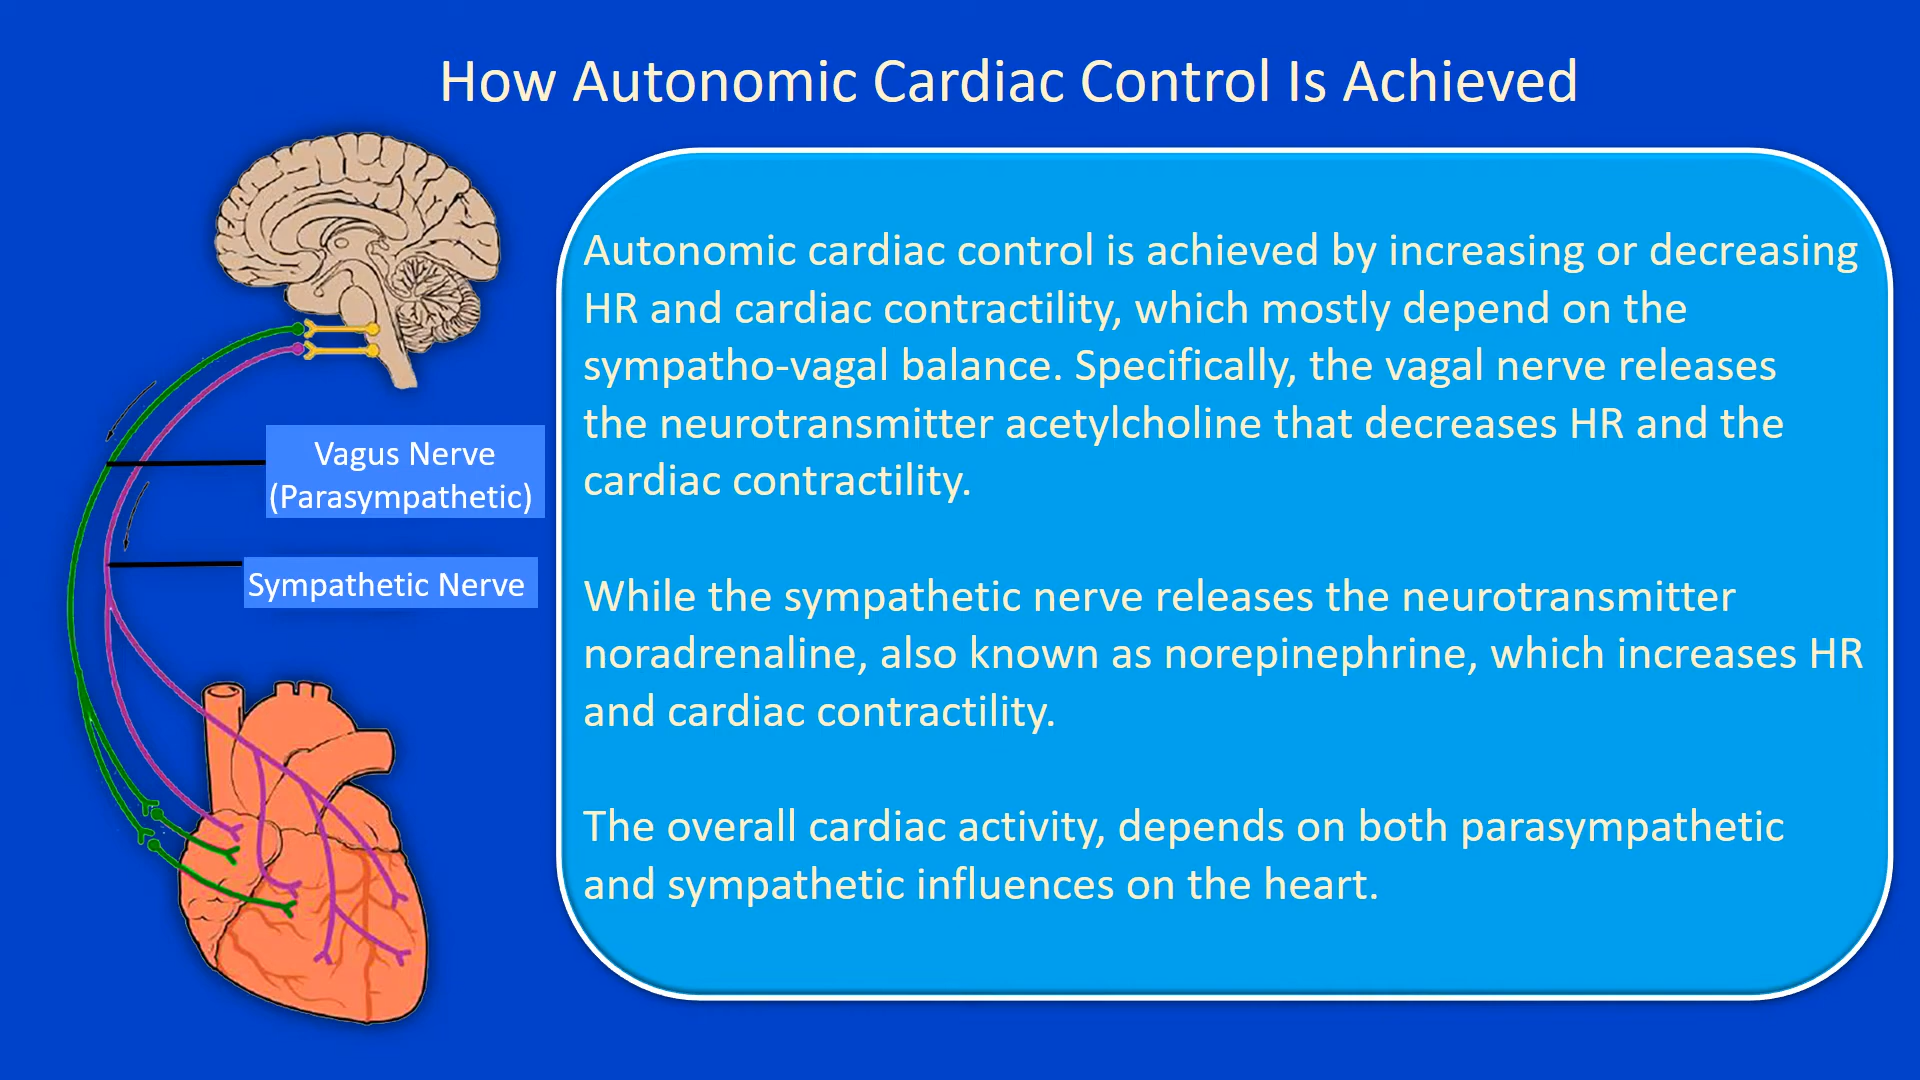 How Autonomic Cardiac Control Is Achieved
Autonomic cardiac control is achieved by increasing or decreasing
HR and cardiac contractility, which mostly depend on the
sympatho-vagal balance. Specifically, the vagal nerve releases
the neurotransmitter acetylcholine that decreases HR and the
cardiac contractility.
While the sympathetic nerve releases the neurotransmitter
noradrenaline, also known as norepinephrine, which increases HR
and cardiac contractility.
The overall cardiac activity, depends on both parasympathetic
and sympathetic influences on the heart.
Vagus Nerve
(Parasympathetic)
Sympathetic Nerve